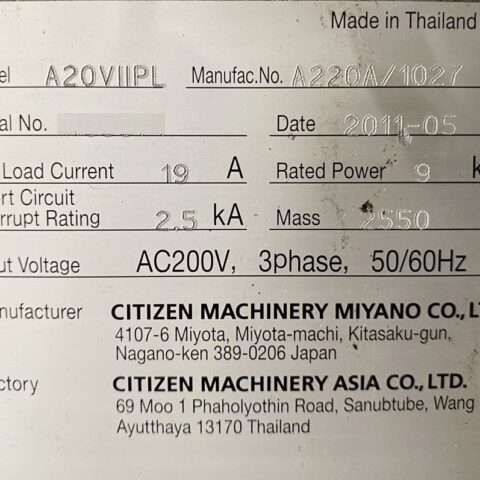 Made in Thailand
el A20VIIPL Manufac.No. A220A/1027
al No. Date 2011-05
Load Current 19 A Rated Power 9 k
rt Circuit
rrupt Rating 2.5 kA Mass 2550
ut Voltage AC200V, 3phase, 50/60Hz
nufacturer CITIZEN MACHINERY MIYANO CO., LT
4107-6 Miyota, Miyota-machi, Kitasaku-gun,
Nagano-ken 389-0206 Japan
ctory CITIZEN MACHINERY ASIA CO., LTD.
69 Moo 1 Phaholyothin Road, Sanubtube, Wang
Ayutthaya 13170 Thailand